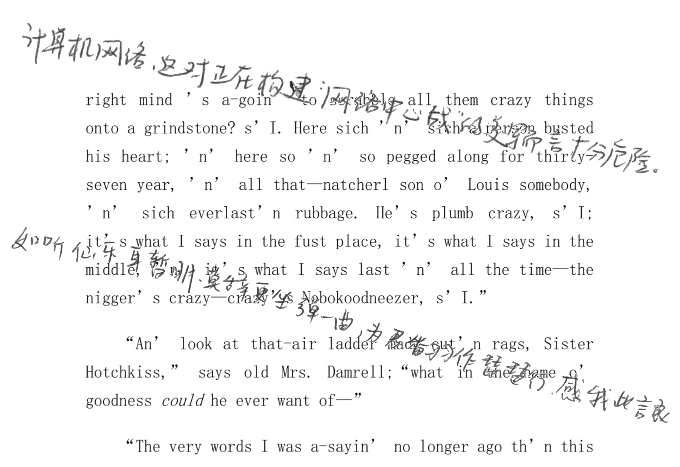 计算机网络,这对正在构建网络中心战的美军而言十分危险。
right mind ’s a-goin’ to scrabble all them crazy things
onto a grindstone? s’I. Here sich ’n’ sich a person busted
his heart; ’n’ here so ’n’ so pegged along for thirty-
seven year, ’n’ all that—natcherl son o’ Louis somebody,
’n’ sich everlast’n rubbage. He’s plumb crazy, s’I;
it’s what I says in the fust place, it’s what I says in the
middle, ’n’ it’s what I says last ’n’ all the time—the
nigger’s crazy—crazy’s Nebokoodneezer, s’I.”
如听仙乐耳暂明.莫辞更坐弹一曲,为君翻作琵琶行.感我此言良
“An’ look at that-air ladder made out’n rags, Sister
Hotchkiss,” says old Mrs. Damrell;“what in the name o’
goodness could he ever want of—”
“The very words I was a-sayin’ no longer ago th’n this